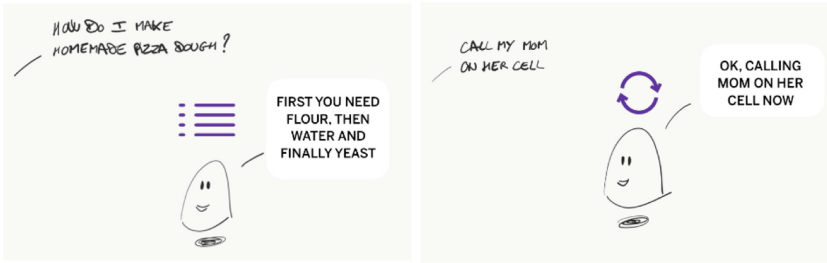 HOW DO I MAKE
HOMEMADE PIZZA DOUGH?
FIRST YOU NEED
FLOUR, THEN
WATER AND
FINALLY YEAST
CALL MY MOM
ON HER CELL
OK, CALLING
MOM ON HER
CELL NOW